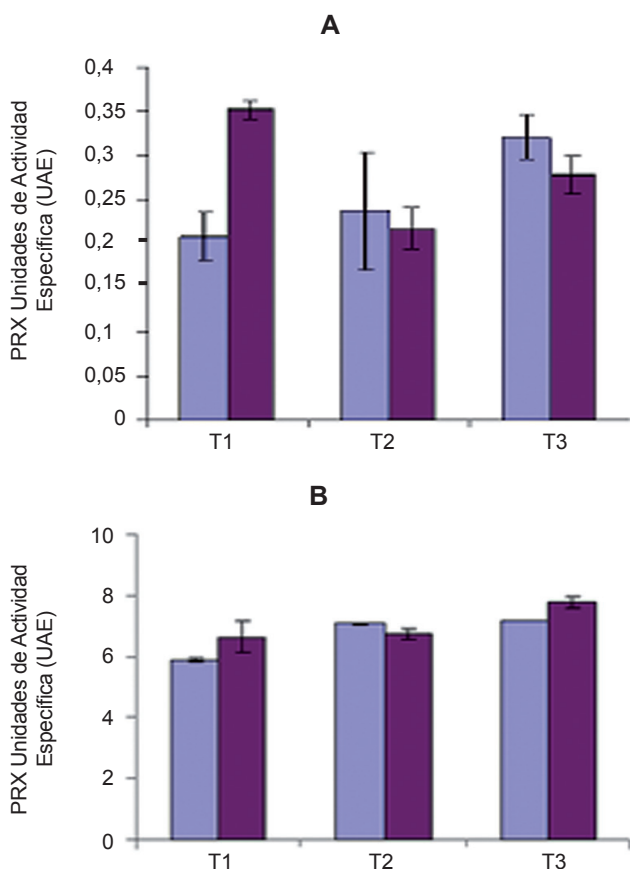 A
PRX Unidades de Actividad
Específica (UAE)
0,4
0,35
0,3
0,25
0,2
0,15
0,1
0,05
0
T1 T2 T3
B
PRX Unidades de Actividad
Específica (UAE)
10
8
6
4
2
0
T1 T2 T3